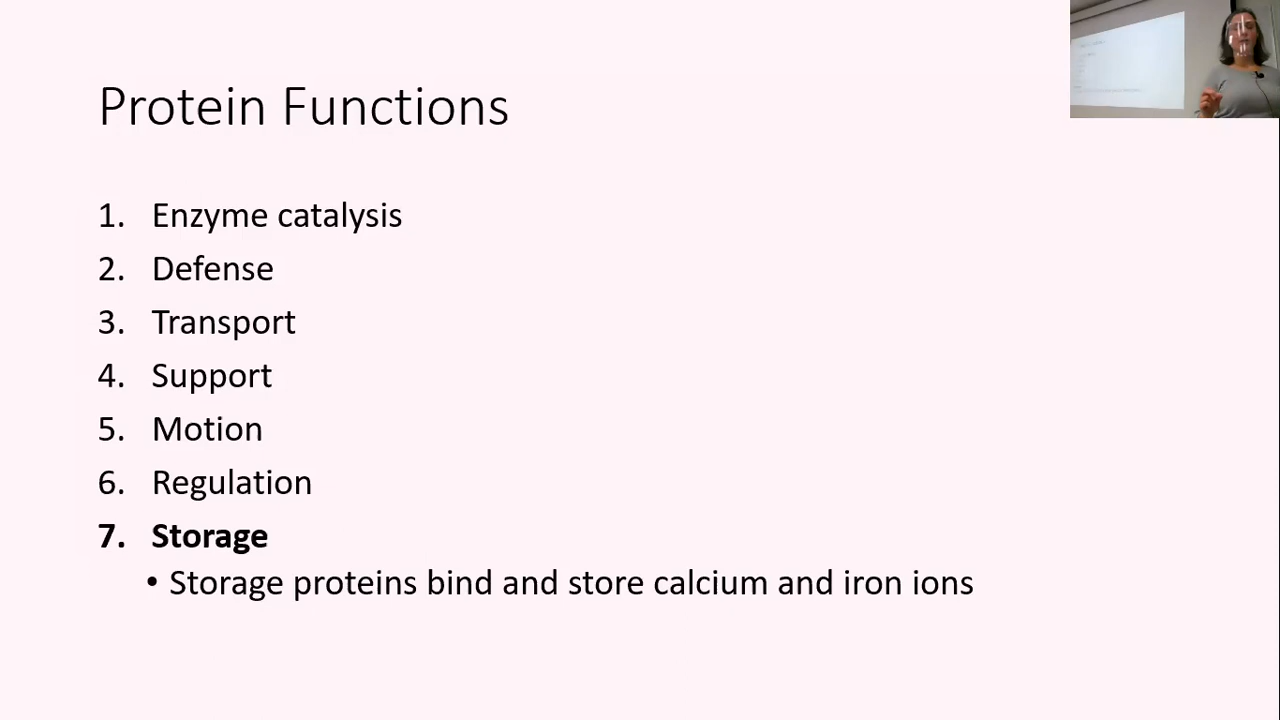 Protein Functions
1. Enzyme catalysis
2. Defense
3. Transport
4. Support
5. Motion
6. Regulation
7. Storage
• Storage proteins bind and store calcium and iron ions